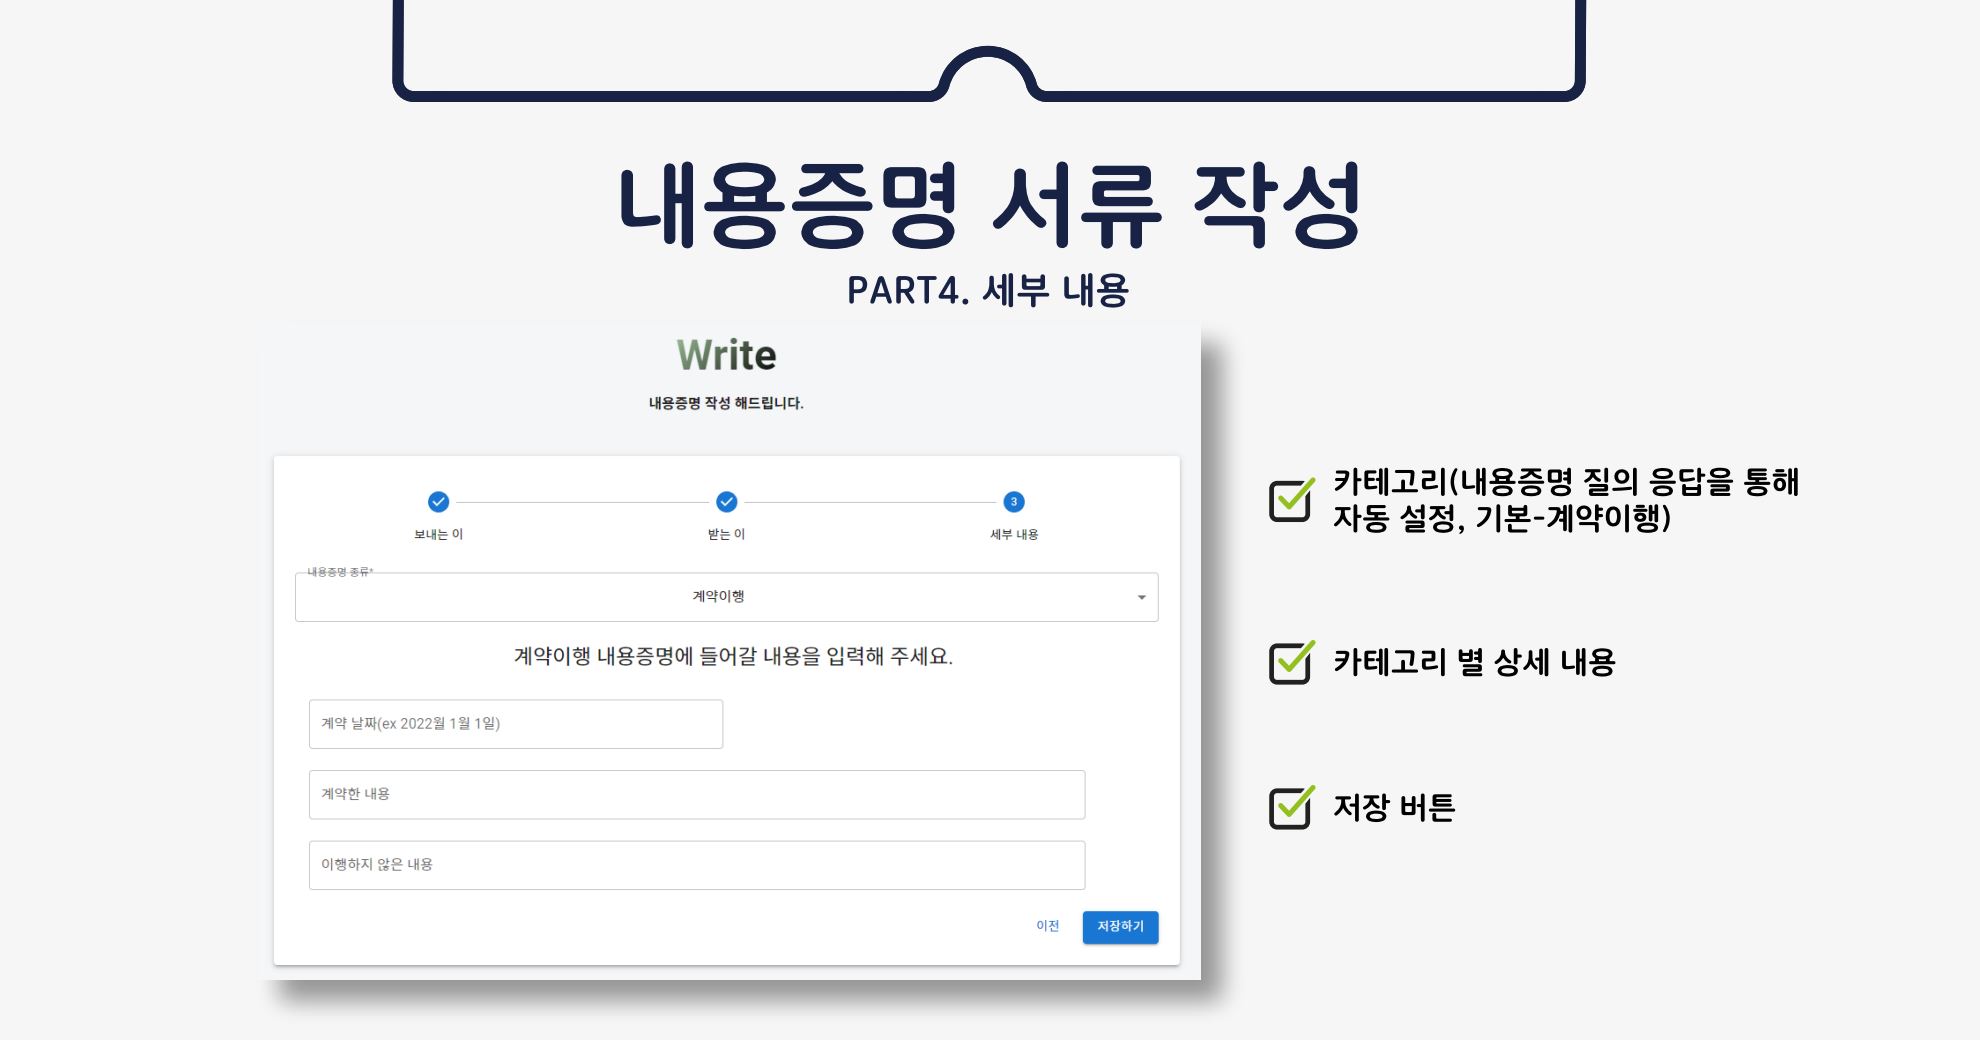 내용증명 서류 작성
PART4. 세부 내용
Write
내용증명 작성 해드립니다.
3
보내는 이
받는 이
세부 내용
내용증명 종류*
계약이행
계약이행 내용증명에 들어갈 내용을 입력해 주세요.
계약 날짜(ex 2022월 1월 1일)
계약한 내용
이행하지 않은 내용
이전
저장하기
카테고리(내용증명 질의 응답을 통해
자동 설정, 기본-계약이행)
카테고리 별 상세 내용
저장 버튼